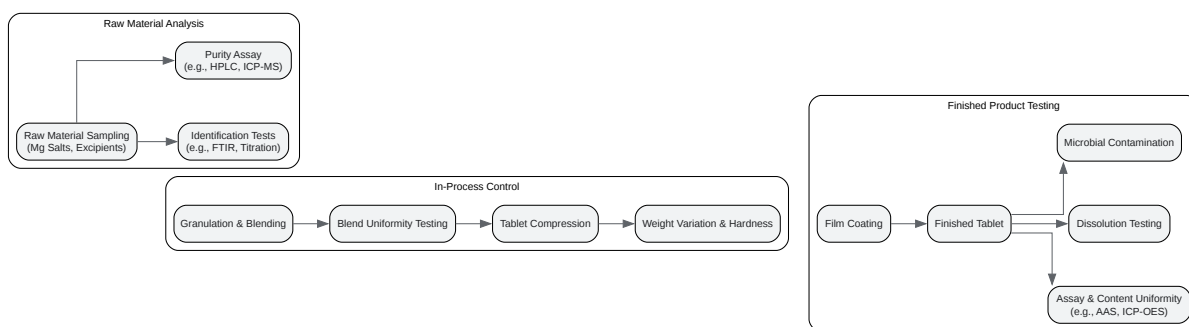 Raw Material Analysis
Purity Assay
(e.g., HPLC, ICP-MS)
Raw Material Sampling
(Mg Salts, Excipients)
Identification Tests
(e.g., FTIR, Titration)
In-Process Control
Granulation & Blending
Blend Uniformity Testing
Tablet Compression
Weight Variation & Hardness
Finished Product Testing
Microbial Contamination
Film Coating
Finished Tablet
Dissolution Testing
Assay & Content Uniformity
(e.g., AAS, ICP-OES)